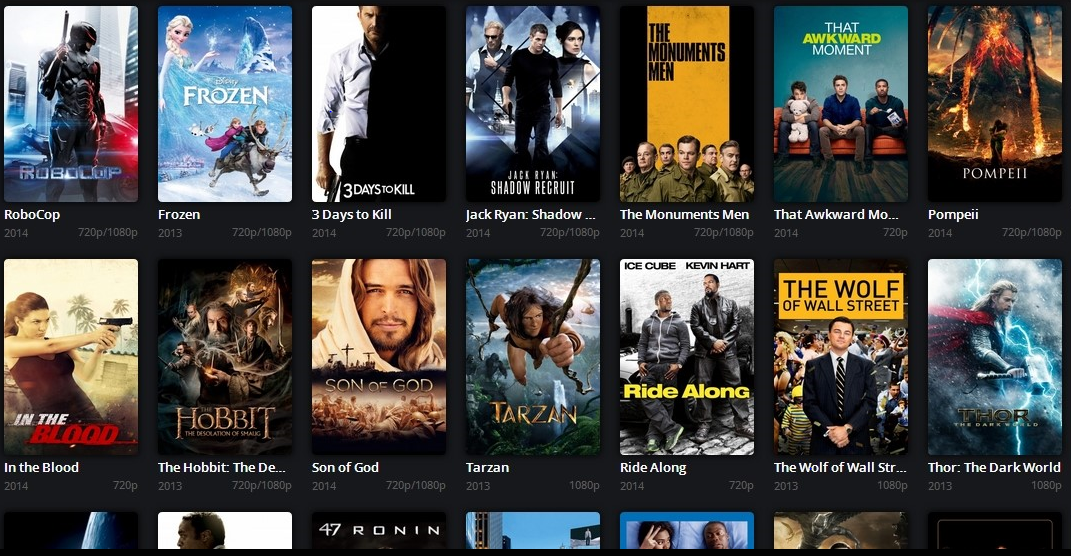 ROBOCOP
DISNEY
FROZEN
3 DAYS TO KILL
JACK RYAN:
SHADOW RECRUIT
THE
MONUMENTS
MEN
THAT
AWKWARD
MOMENT
POMPEII
RoboCop
Frozen
3 Days to Kill
Jack Ryan: Shadow ...
The Monuments Men
That Awkward Mo...
Pompeii
2014 720p/1080p
2013 720p/1080p
2014 720p/1080p
2014 720p/1080p
2014 720p/1080p
2014 720p
2014 720p/1080p
IN THE
BLOOD
THE
HOBBIT
THE DESOLATION OF SMAUG
SON OF GOD
TARZAN
ICE CUBE KEVIN HART
Ride Along
THE WOLF
OF WALL STREET
THOR
THE DARK WORLD
In the Blood
The Hobbit: The De...
Son of God
Tarzan
Ride Along
The Wolf of Wall Str...
Thor: The Dark World
2014 720p
2013 720p/1080p
2014 720p/1080p
2013 1080p
2014 720p
2013 1080p
2013 1080p
47 RONIN